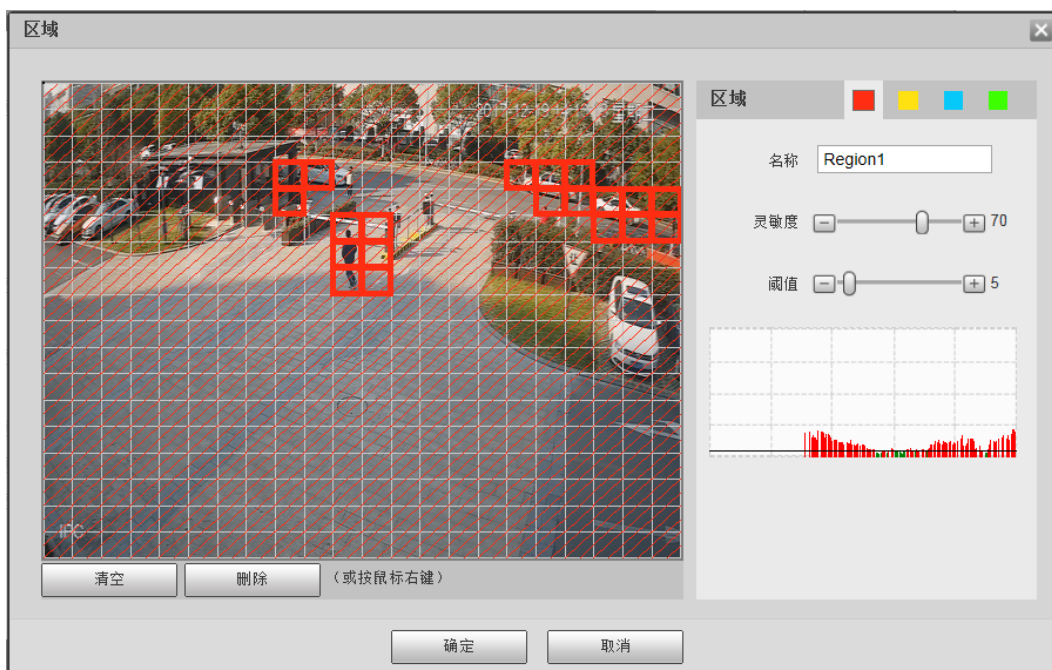 区域
区域
名称 Region1
灵敏度 70
阈值 5
IPC
清空 删除 (或按鼠标右键)
确定 取消